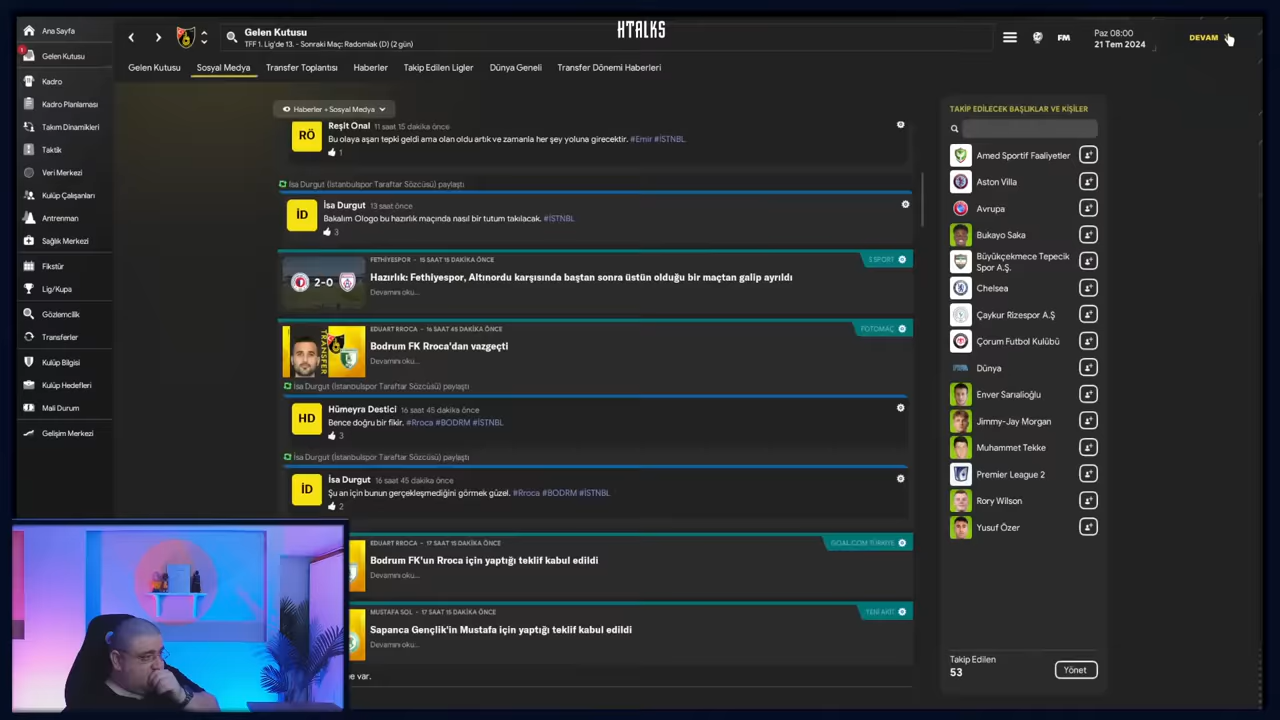 HTALKS
Gelen Kutusu
TFF 1. Lig'de 13. - Sonraki Maç: Radomiak (D) (2 gün)
FM
Paz 08:00
21 Tem 2024
DEVAM
Gelen Kutusu
Sosyal Medya
Transfer Toplantısı
Haberler
Takip Edilen Ligler
Dünya Geneli
Transfer Dönemi Haberleri
Ana Sayfa
Gelen Kutusu
Kadro
Kadro Planlaması
Takım Dinamikleri
Taktik
Veri Merkezi
Kulüp Çalışanları
Antrenman
Sağlık Merkezi
Fikstür
Lig/Kupa
Gözlemcilik
Transferler
Kulüp Bilgisi
Kulüp Hedefleri
Mali Durum
Gelişim Merkezi
Haberler + Sosyal Medya
RÖ
Reşit Önal 11 saat 15 dakika önce
Bu olaya aşırı tepki geldi ama olan oldu artık ve zamanla her şey yoluna girecektir. #Emir #İSTNBL
1
İsa Durgut (İstanbulspor Taraftar Sözcüsü) paylaştı
İD
İsa Durgut 13 saat önce
Bakalım Ologo bu hazırlık maçında nasıl bir tutum takılacak. #İSTNBL
3
FETHİYESPOR - 15 SAAT 15 DAKİKA ÖNCE
S SPORT
2-0
Hazırlık: Fethiyespor, Altınordu karşısında baştan sonra üstün olduğu bir maçtan galip ayrıldı
Devamını oku...
EDUART RROCA - 16 SAAT 45 DAKİKA ÖNCE
FOTOMAÇ
TRANSFER
Bodrum FK Rroca'dan vazgeçti
Devamını oku...
İsa Durgut (İstanbulspor Taraftar Sözcüsü) paylaştı
HD
Hümeyra Destici 16 saat 45 dakika önce
Bence doğru bir fikir. #Rroca #BODRM #İSTNBL
3
İsa Durgut (İstanbulspor Taraftar Sözcüsü) paylaştı
İD
İsa Durgut 16 saat 45 dakika önce
Şu an için bunun gerçekleşmediğini görmek güzel. #Rroca #BODRM #İSTNBL
2
EDUART RROCA - 17 SAAT 15 DAKİKA ÖNCE
GOAL.COM TÜRKİYE
Bodrum FK'un Rroca için yaptığı teklif kabul edildi
Devamını oku...
MUSTAFA SOL - 17 SAAT 15 DAKİKA ÖNCE
YENİ AKİT
Sapanca Gençlik'in Mustafa için yaptığı teklif kabul edildi
Devamını oku...
var.
TAKİP EDİLECEK BAŞLIKLAR VE KİŞİLER
Amed Sportif Faaliyetler
Aston Villa
Avrupa
Bukayo Saka
Büyükçekmece Tepecik
Spor A.Ş.
Chelsea
Çaykur Rizespor A.Ş
Çorum Futbol Kulübü
Dünya
Enver Sarıalioğlu
Jimmy-Jay Morgan
Muhammet Tekke
Premier League 2
Rory Wilson
Yusuf Özer
Takip Edilen
53
Yönet